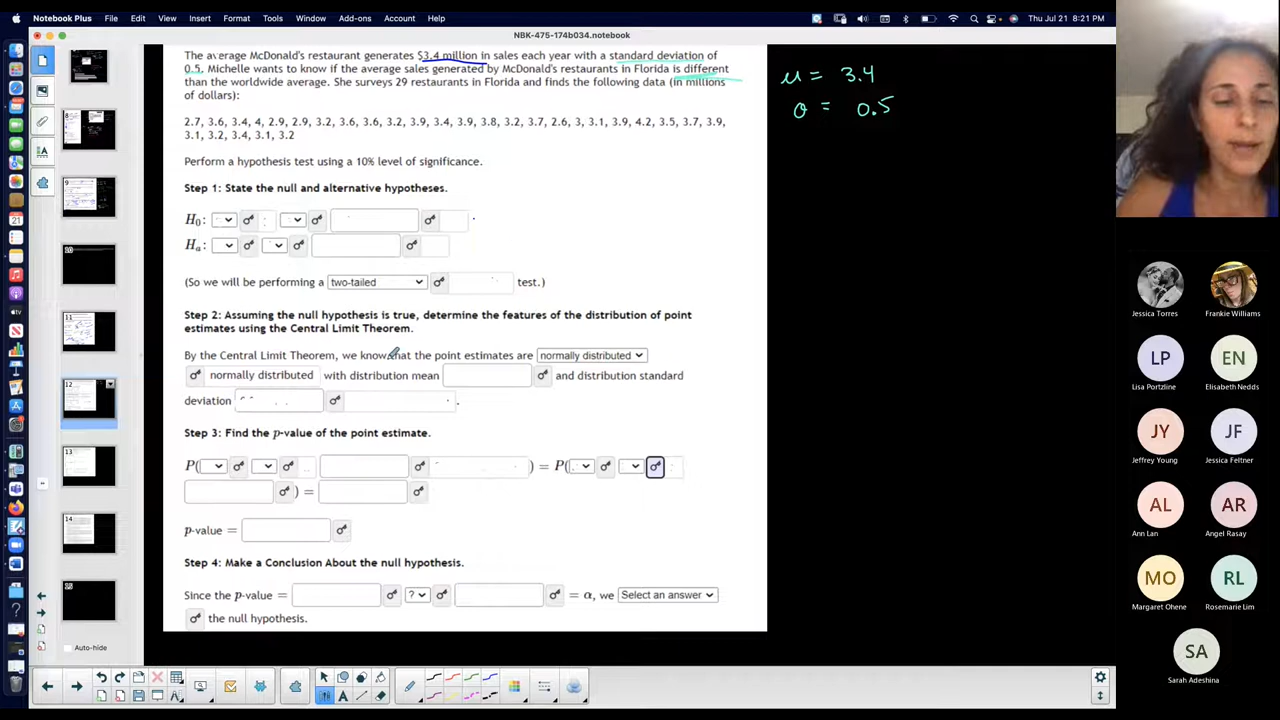 Notebook Plus File Edit View Insert Format Tools Window Add-ons Account Help
Thu Jul 21 8:21 PM
NBK-475-174b034.notebook
The average McDonald's restaurant generates $3.4 million in sales each year with a standard deviation of
0.5. Michelle wants to know if the average sales generated by McDonald's restaurants in Florida is different
than the worldwide average. She surveys 29 restaurants in Florida and finds the following data (in millions
of dollars):
2.7, 3.6, 3.4, 4, 2.9, 2.9, 3.2, 3.6, 3.6, 3.2, 3.9, 3.4, 3.9, 3.8, 3.2, 3.7, 2.6, 3, 3.1, 3.9, 4.2, 3.5, 3.7, 3.9,
3.1, 3.2, 3.4, 3.1, 3.2
Perform a hypothesis test using a 10% level of significance.
Step 1: State the null and alternative hypotheses.
H0:
Ha:
(So we will be performing a two-tailed test.)
Step 2: Assuming the null hypothesis is true, determine the features of the distribution of point
estimates using the Central Limit Theorem.
By the Central Limit Theorem, we know that the point estimates are normally distributed
normally distributed with distribution mean and distribution standard
deviation .
Step 3: Find the p-value of the point estimate.
P( ) = P(
) =
p-value =
Step 4: Make a Conclusion About the null hypothesis.
Since the p-value = ? = α, we Select an answer
the null hypothesis.
μ = 3.4
σ = 0.5
8
9
10
11
12
13
14
15
Auto-hide
Jessica Torres
Frankie Williams
LP
EN
Lisa Portzline
Elisabeth Nedds
JY
JF
Jeffrey Young
Jessica Feltner
AL
AR
Ann Lan
Angel Rasay
MO
RL
Margaret Ohene
Rosemarie Lim
SA
Sarah Adeshina